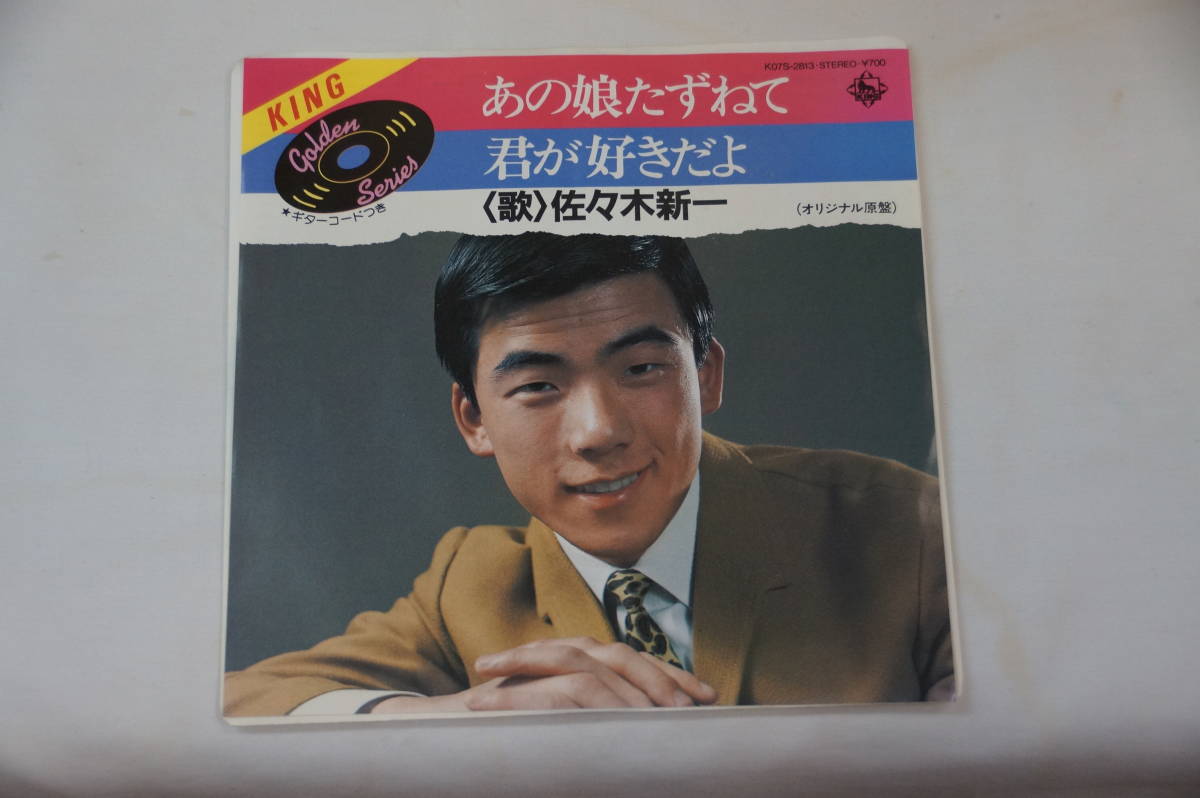 K07S-2813・STEREO・¥700
KING
あの娘たずねて
君が好きだよ
Golden
Series
★ギターコードつき
〈歌〉佐々木新一
(オリジナル原盤)